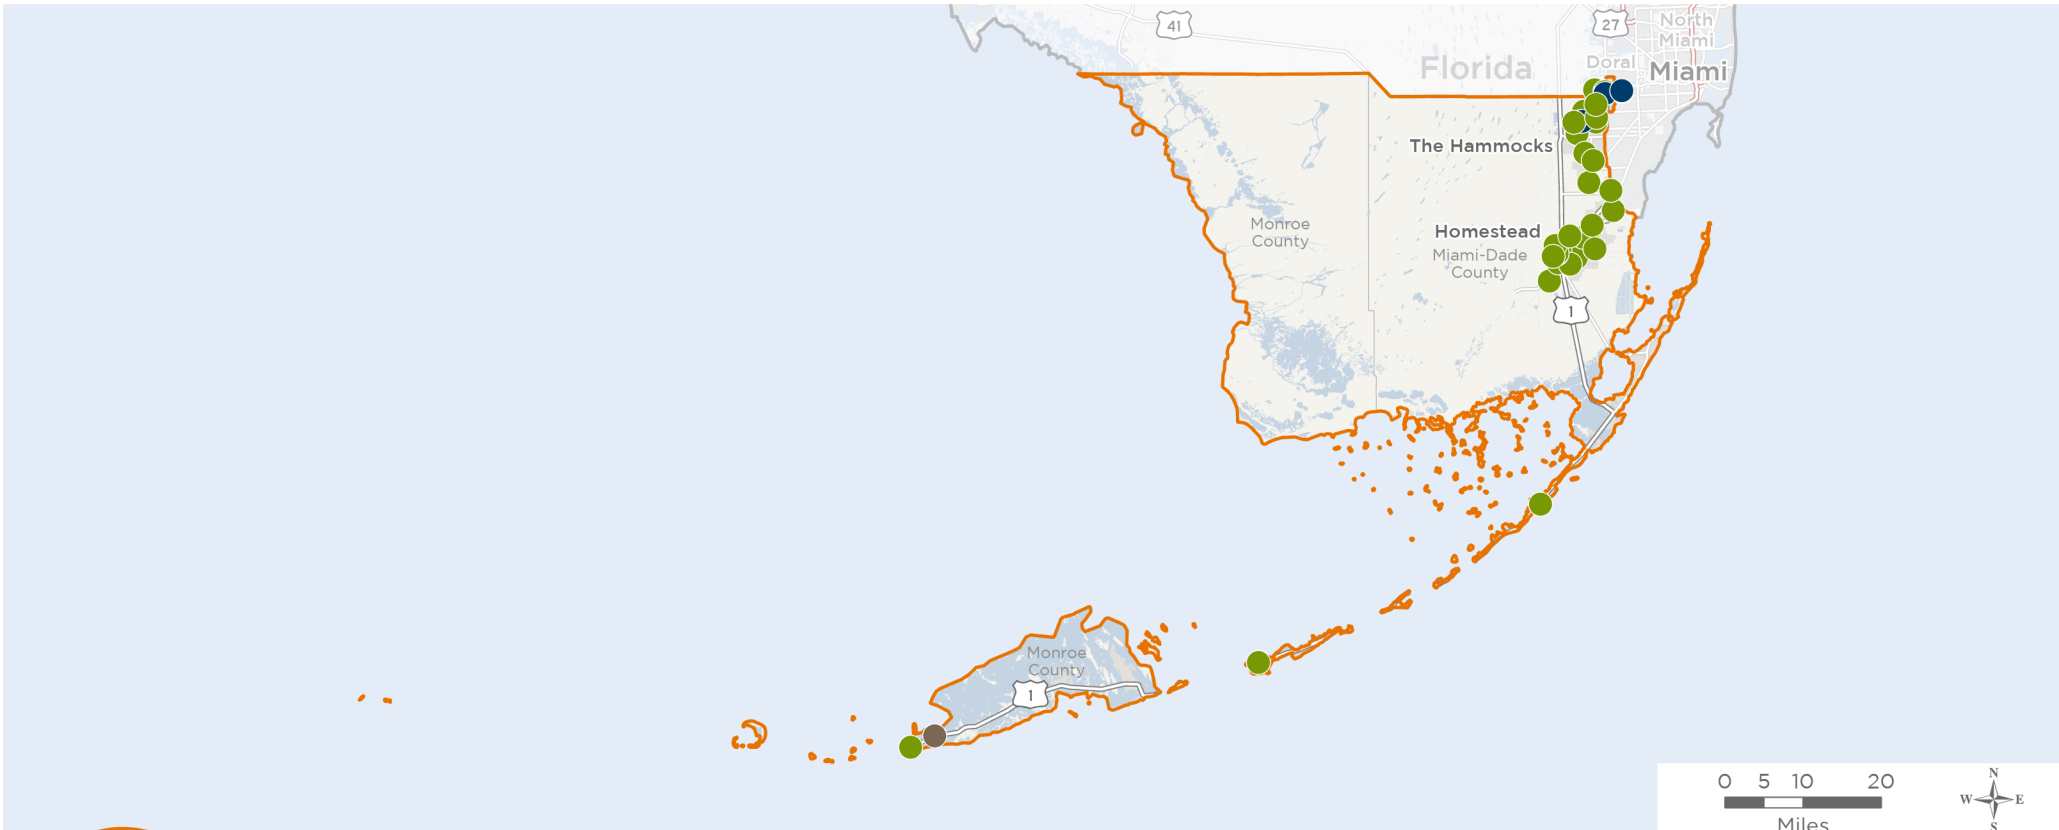 41
27
North
Miami
Doral
Florida
Miami
The Hammocks
Monroe
County
Homestead
Miami-Dade
County
1
Monroe
County
1
0 5 10 20
Miles
N
W E
S